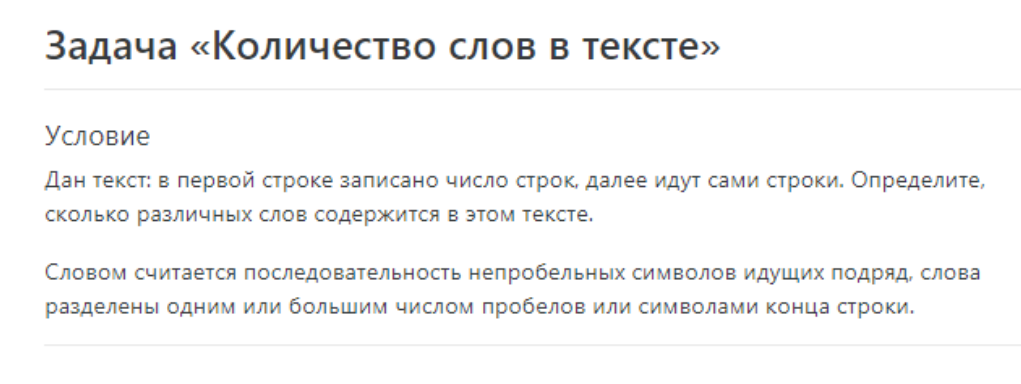 Задача «Количество слов в тексте»
Условие
Дан текст: в первой строке записано число строк, далее идут сами строки. Определите,
сколько различных слов содержится в этом тексте.
Словом считается последовательность непробельных символов идущих подряд, слова
разделены одним или большим числом пробелов или символами конца строки.